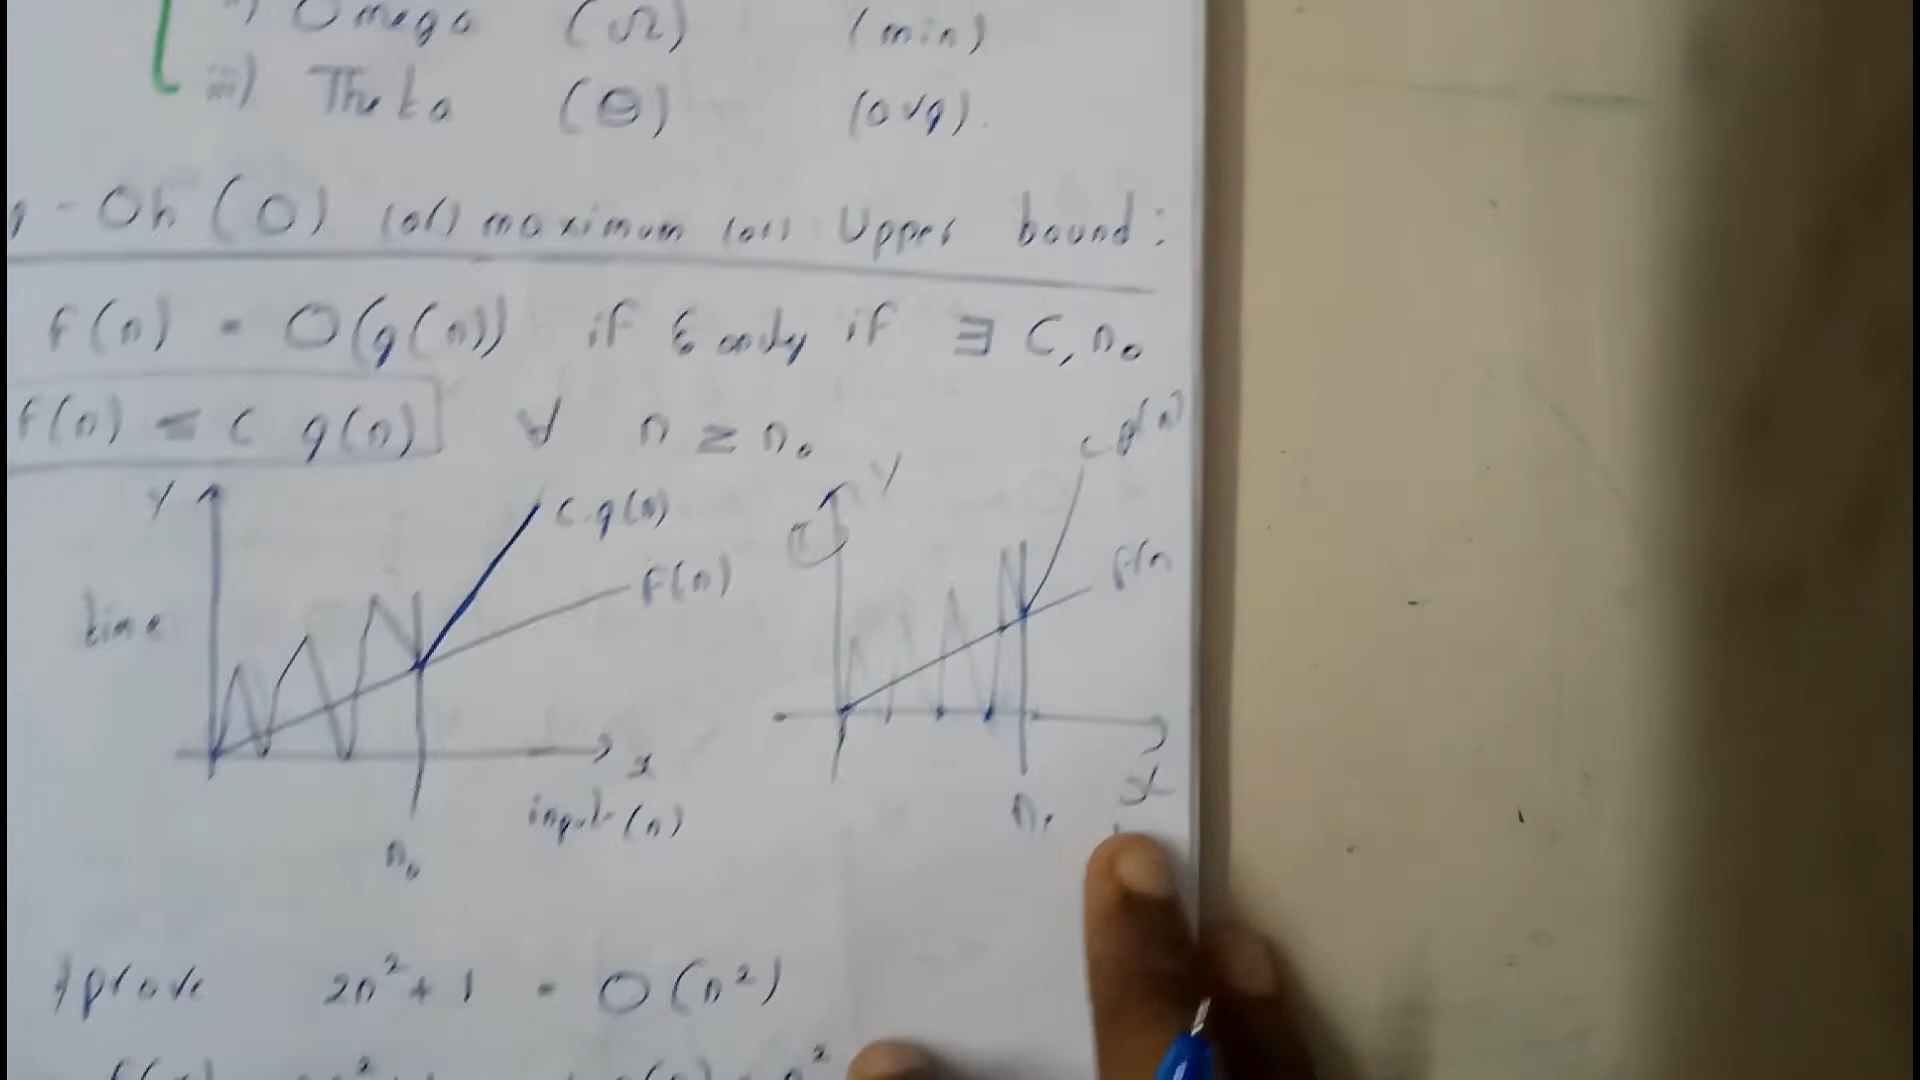 Omega (Ω) (min)
iii) Theta (Θ) (avg).
- Oh (O) (or) maximum (or) Upper bound :
f(n) = O(g(n)) if & only if ∃ C, n₀
f(n) ≤ C g(n) ∀ n ≥ n₀
C g(n)
Y C.g(n) Y
f(n) f(n
time
x x
input (n)
n₀
prove 2n² + 1 = O(n²)